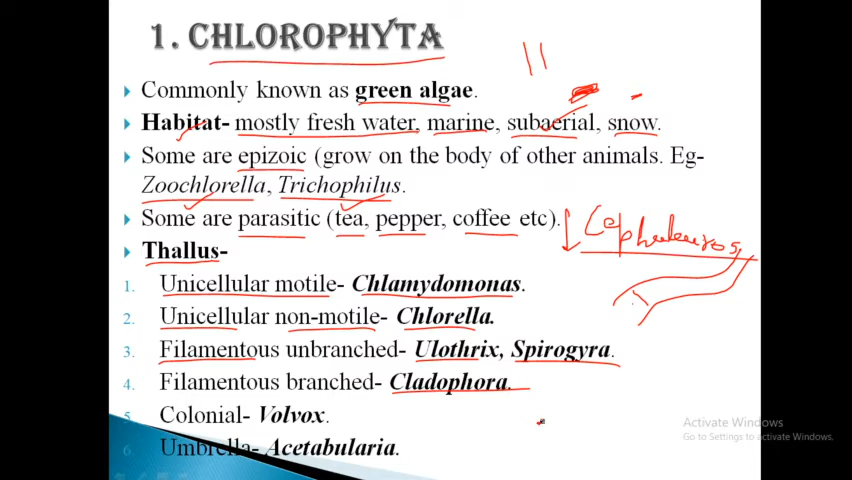 1. CHLOROPHYTA
Commonly known as green algae.
Habitat- mostly fresh water, marine, subaerial, snow.
Some are epizoic (grow on the body of other animals. Eg-
Zoochlorella, Trichophilus.
Some are parasitic (tea, pepper, coffee etc).
Cephaleuros
Thallus-
1. Unicellular motile- Chlamydomonas.
2. Unicellular non-motile- Chlorella.
3. Filamentous unbranched- Ulothrix, Spirogyra.
4. Filamentous branched- Cladophora.
5. Colonial- Volvox.
6. Umbrella- Acetabularia.
Activate Windows
Go to Settings to activate Windows.